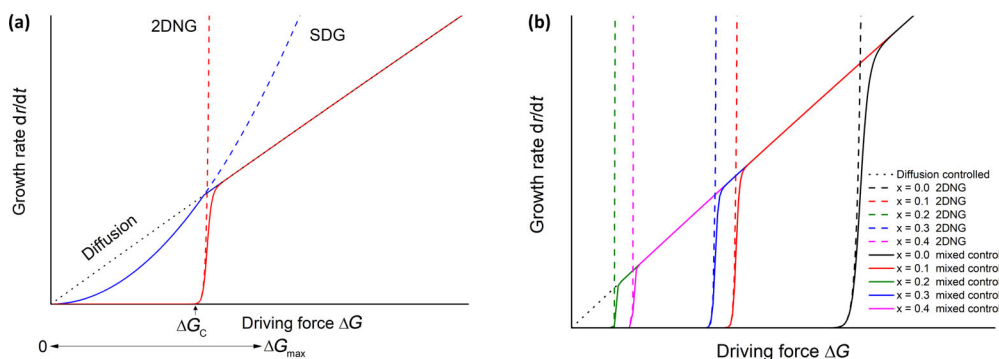 (a)
2DNG
SDG
Diffusion
Growth rate dr/dt
ΔG_C
Driving force ΔG
0
ΔG_max
(b)
Growth rate dr/dt
Diffusion controlled
x = 0.0 2DNG
x = 0.1 2DNG
x = 0.2 2DNG
x = 0.3 2DNG
x = 0.4 2DNG
x = 0.0 mixed control
x = 0.1 mixed control
x = 0.2 mixed control
x = 0.3 mixed control
x = 0.4 mixed control
Driving force ΔG